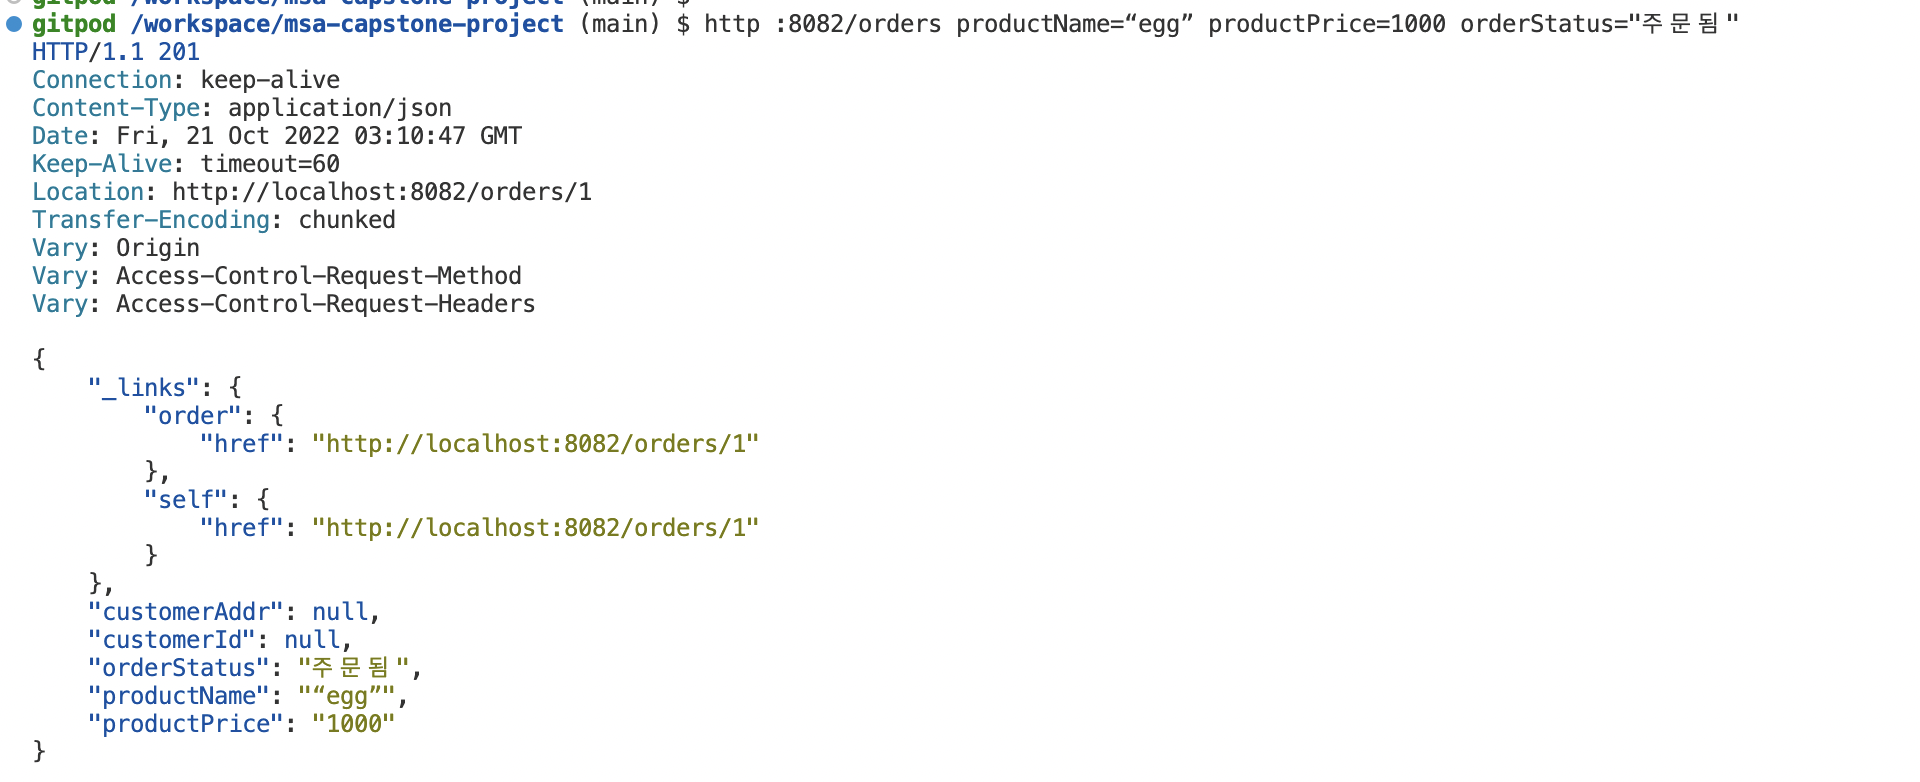 gitpod /workspace/msa-capstone-project (main) $
gitpod /workspace/msa-capstone-project (main) $ http :8082/orders productName=“egg” productPrice=1000 orderStatus="주문됨"
HTTP/1.1 201
Connection: keep-alive
Content-Type: application/json
Date: Fri, 21 Oct 2022 03:10:47 GMT
Keep-Alive: timeout=60
Location: http://localhost:8082/orders/1
Transfer-Encoding: chunked
Vary: Origin
Vary: Access-Control-Request-Method
Vary: Access-Control-Request-Headers
{
"_links": {
"order": {
"href": "http://localhost:8082/orders/1"
},
"self": {
"href": "http://localhost:8082/orders/1"
}
},
"customerAddr": null,
"customerId": null,
"orderStatus": "주문됨",
"productName": "“egg”",
"productPrice": "1000"
}